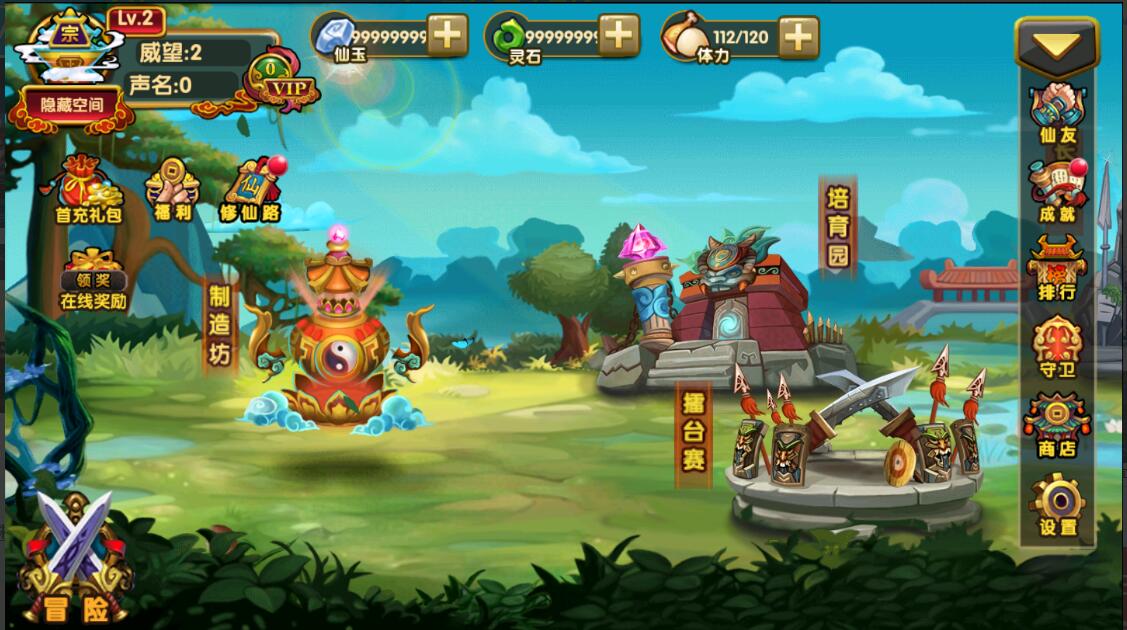 宗
Lv.2
威望:2
声名:0
隐藏空间
0
VIP
99999999
仙玉
99999999
灵石
112/120
体力
首充礼包
福利
仙
修仙路
领奖
在线奖励
制造坊
培育园
擂台赛
仙友
成就
排行
守卫
商店
设置
冒险